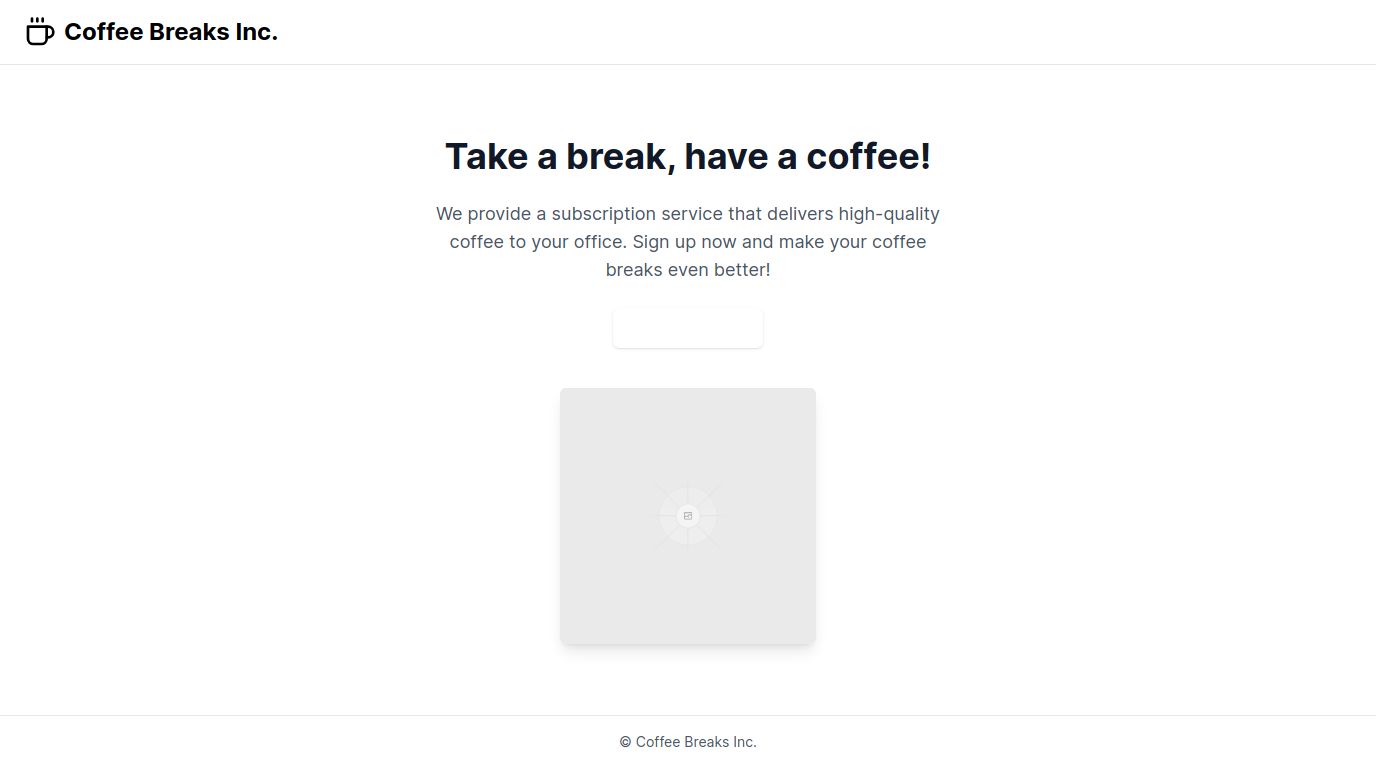 Coffee Breaks Inc.
Take a break, have a coffee!
We provide a subscription service that delivers high-quality
coffee to your office. Sign up now and make your coffee
breaks even better!
© Coffee Breaks Inc.